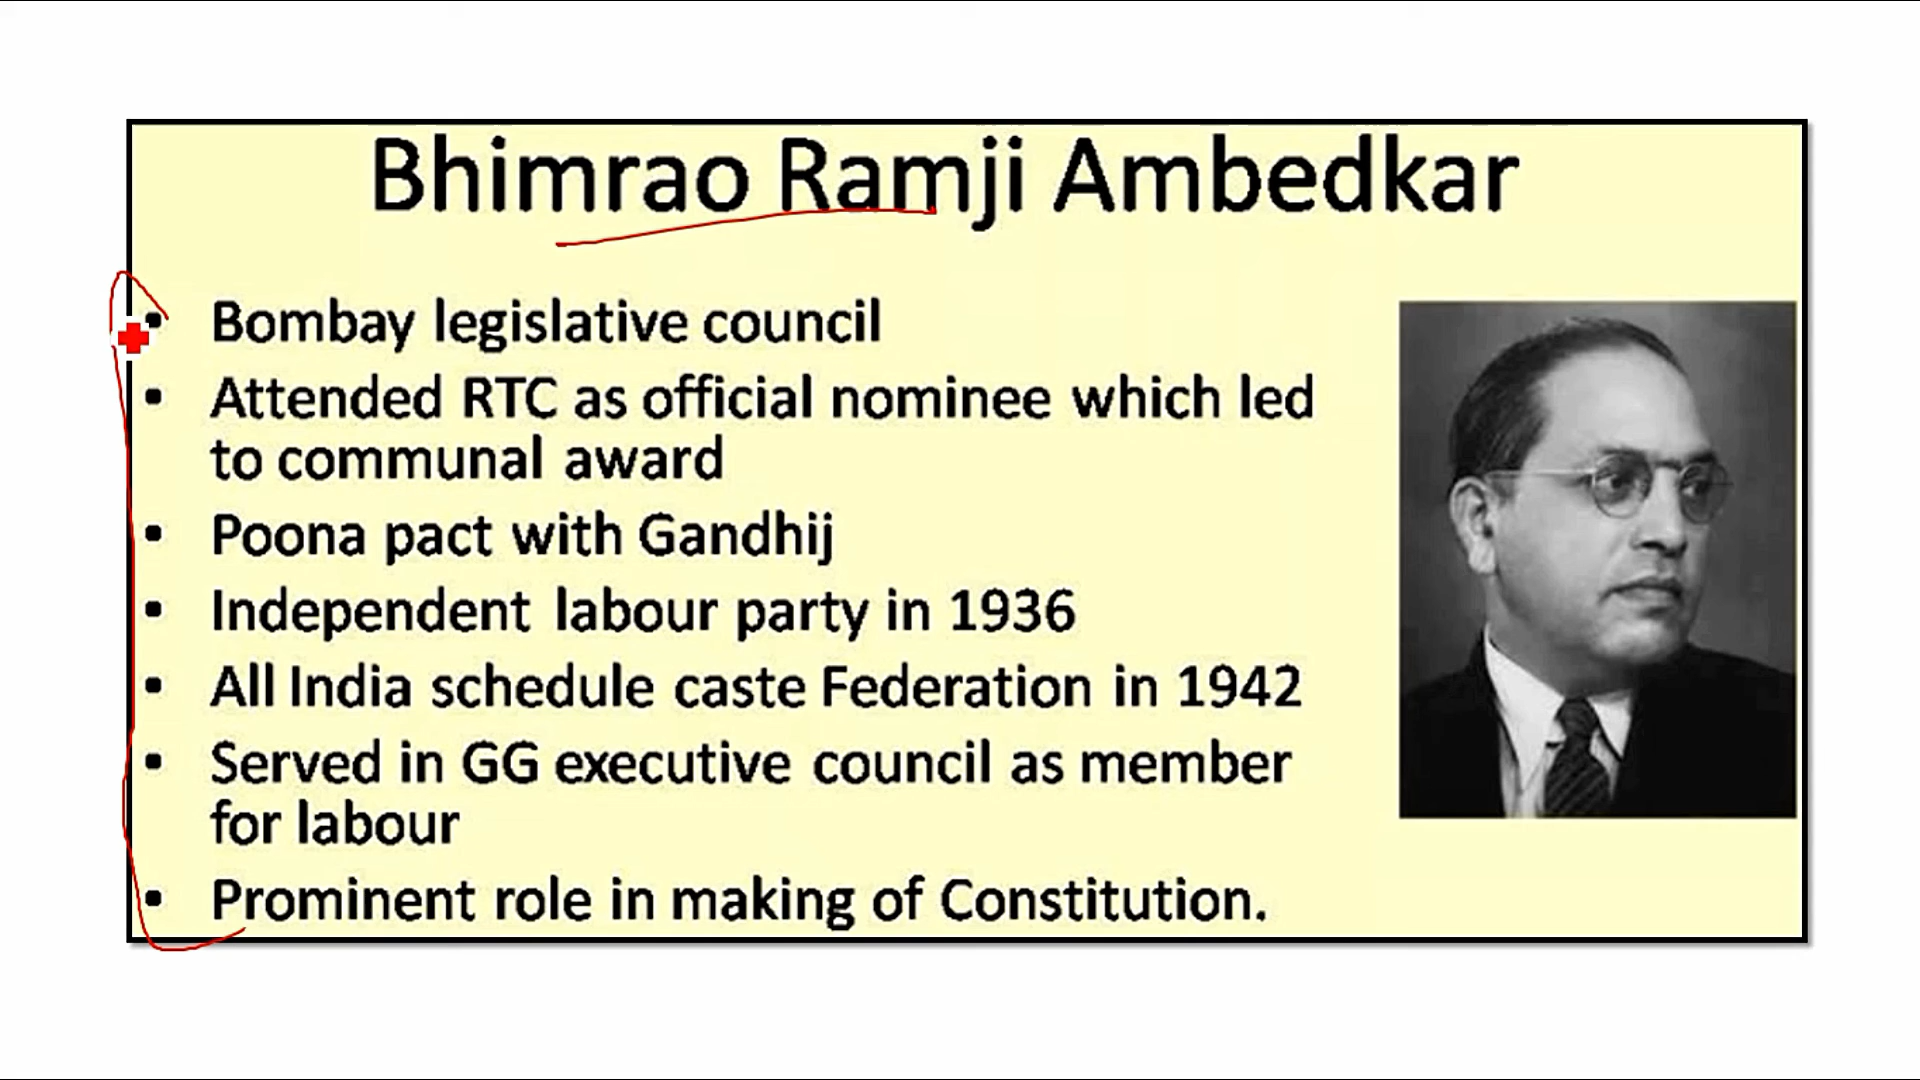 Bhimrao Ramji Ambedkar
• Bombay legislative council
• Attended RTC as official nominee which led
to communal award
• Poona pact with Gandhij
• Independent labour party in 1936
• All India schedule caste Federation in 1942
• Served in GG executive council as member
for labour
• Prominent role in making of Constitution.